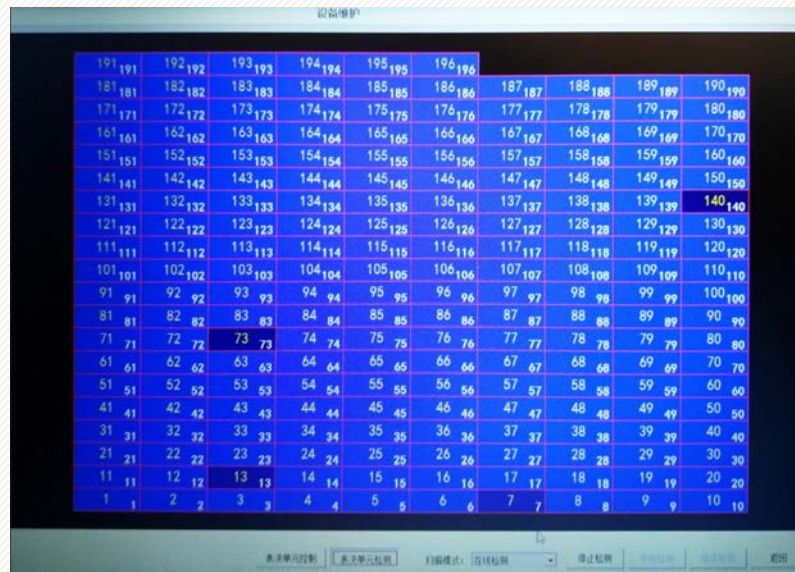 设备维护
191 191 192 192 193 193 194 194 195 195 196 196
181 181 182 182 183 183 184 184 185 185 186 186 187 187 188 188 189 189 190 190
171 171 172 172 173 173 174 174 175 175 176 176 177 177 178 178 179 179 180 180
161 161 162 162 163 163 164 164 165 165 166 166 167 167 168 168 169 169 170 170
151 151 152 152 153 153 154 154 155 155 156 156 157 157 158 158 159 159 160 160
141 141 142 142 143 143 144 144 145 145 146 146 147 147 148 148 149 149 150 150
131 131 132 132 133 133 134 134 135 135 136 136 137 137 138 138 139 139 140 140
121 121 122 122 123 123 124 124 125 125 126 126 127 127 128 128 129 129 130 130
111 111 112 112 113 113 114 114 115 115 116 116 117 117 118 118 119 119 120 120
101 101 102 102 103 103 104 104 105 105 106 106 107 107 108 108 109 109 110 110
91 91 92 92 93 93 94 94 95 95 96 96 97 97 98 98 99 99 100 100
81 81 82 82 83 83 84 84 85 85 86 86 87 87 88 88 89 89 90 90
71 71 72 72 73 73 74 74 75 75 76 76 77 77 78 78 79 79 80 80
61 61 62 62 63 63 64 64 65 65 66 66 67 67 68 68 69 69 70 70
51 51 52 52 53 53 54 54 55 55 56 56 57 57 58 58 59 59 60 60
41 41 42 42 43 43 44 44 45 45 46 46 47 47 48 48 49 49 50 50
31 31 32 32 33 33 34 34 35 35 36 36 37 37 38 38 39 39 40 40
21 21 22 22 23 23 24 24 25 25 26 26 27 27 28 28 29 29 30 30
11 11 12 12 13 13 14 14 15 15 16 16 17 17 18 18 19 19 20 20
1 1 2 2 3 3 4 4 5 5 6 6 7 7 8 8 9 9 10 10
表决单元控制 表决单元检测 扫描模式: 在线检测 停止检测 返回